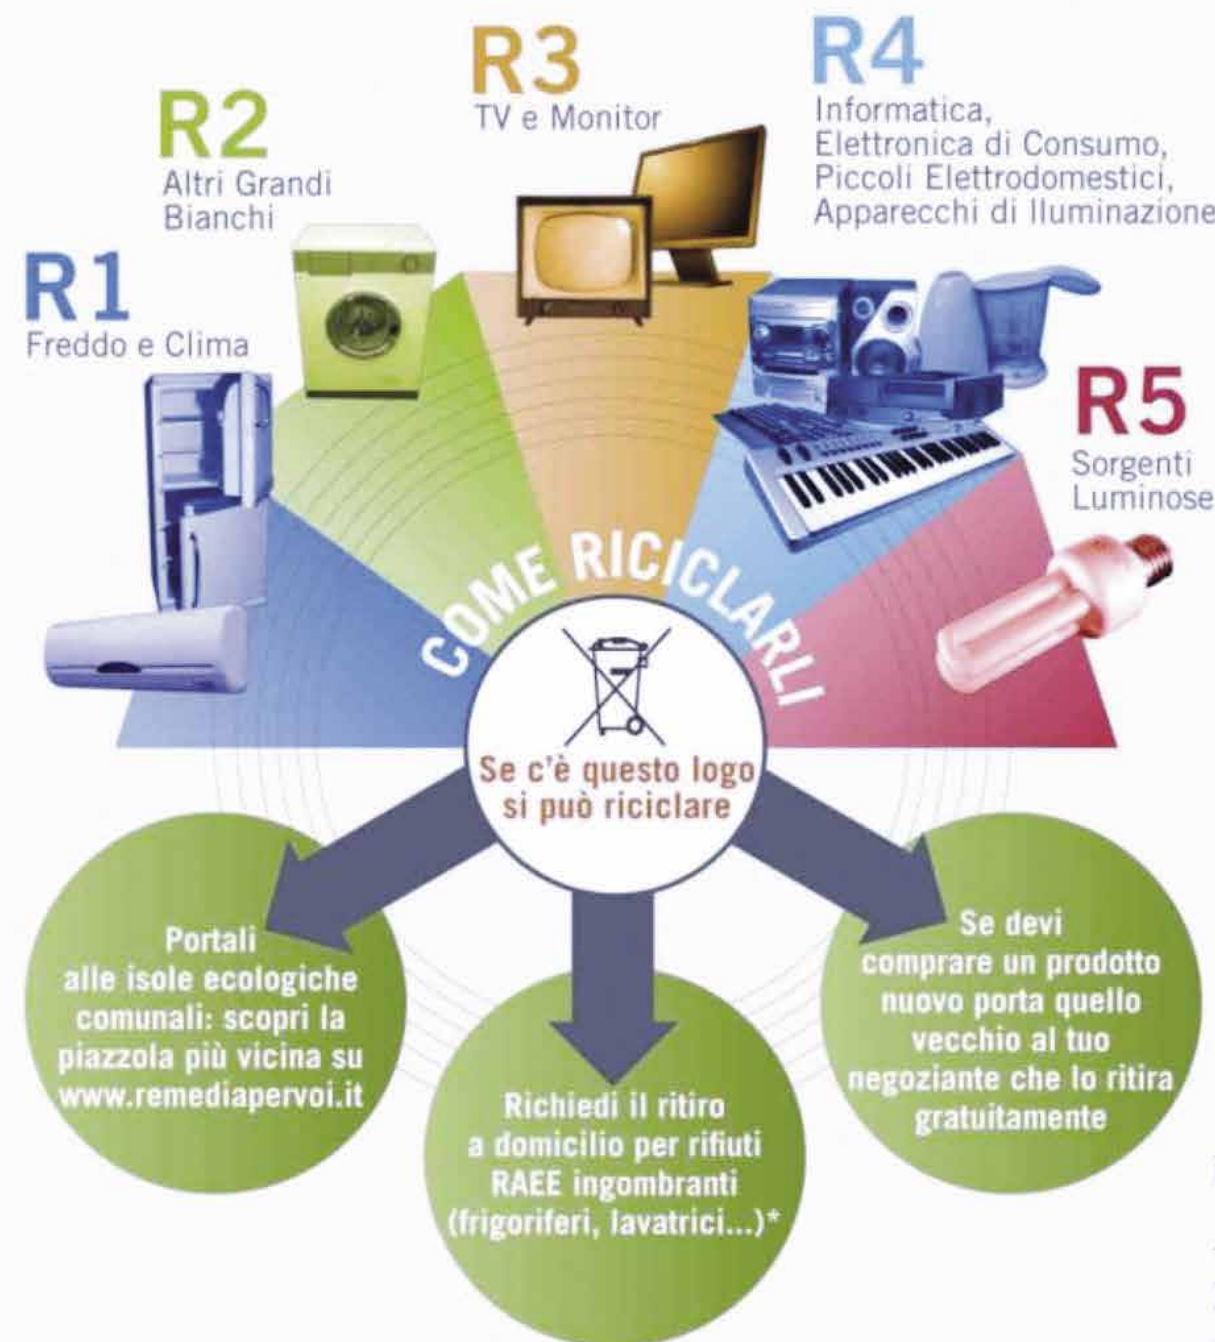 R1
Freddo e Clima
R2
Altri Grandi
Bianchi
R3
TV e Monitor
R4
Informatica,
Elettronica di Consumo,
Piccoli Elettrodomestici,
Apparecchi di Iluminazione
R5
Sorgenti
Luminose
COME RICICLARLI
Se c'è questo logo
si può riciclare
Portali
alle isole ecologiche
comunali: scopri la
piazzola più vicina su
www.remediapervoi.it
Richiedi il ritiro
a domicilio per rifiuti
RAEE ingombranti
(frigoriferi, lavatrici...)*
Se devi
comprare un prodotto
nuovo porta quello
vecchio al tuo
negoziante che lo ritira
gratuitamente